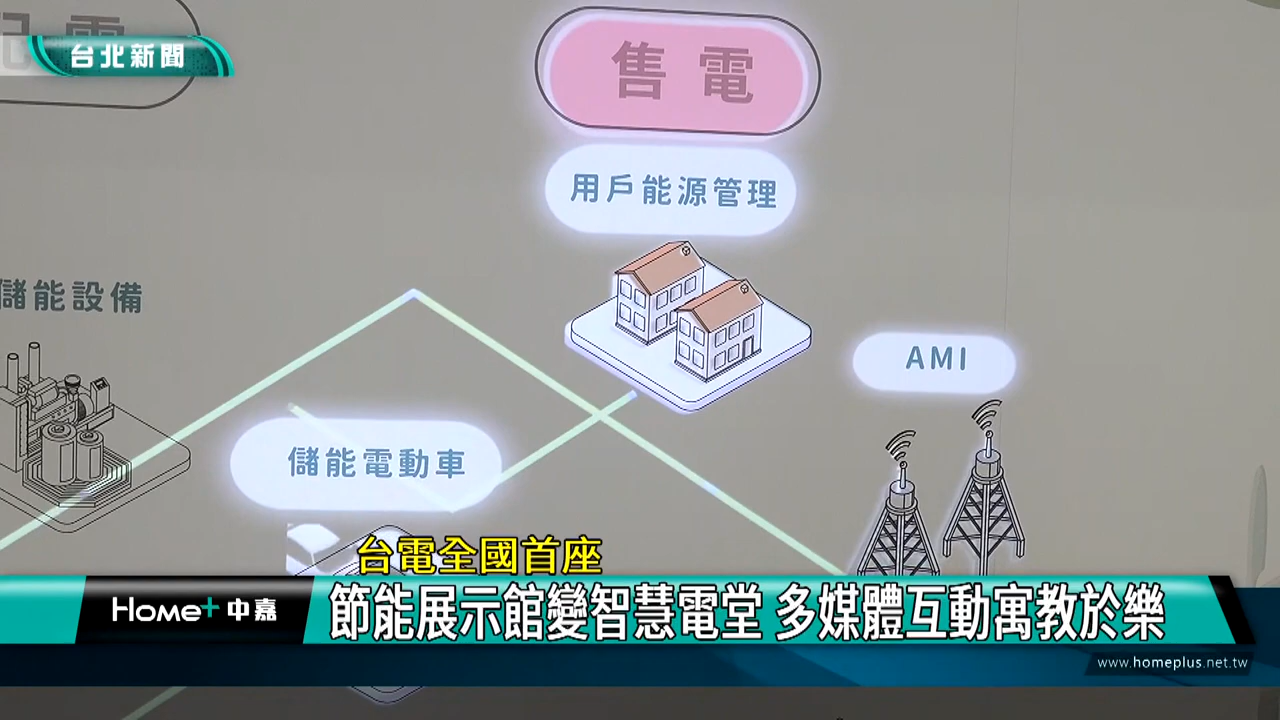 配電
台北新聞
售電
用戶能源管理
儲能設備
AMI
儲能電動車
台電全國首座
Home+中嘉
節能展示館變智慧電堂 多媒體互動寓教於樂
www.homeplus.net.tw